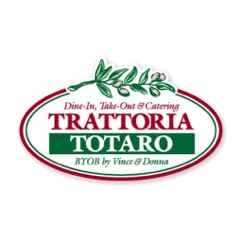 Dine-In, Take-Out & Catering
TRATTORIA
TOTARO
BYOB by Vince & Donna